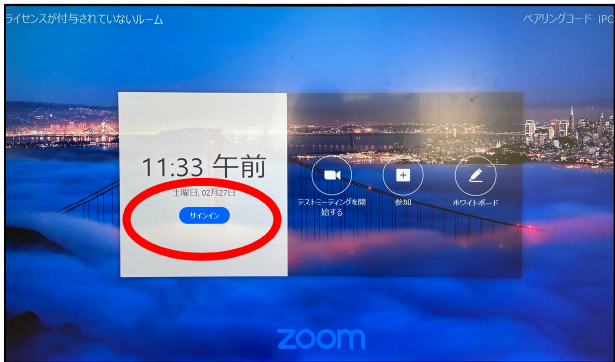 ライセンスが付与されていないルーム
ペアリングコード IPC
11:33 午前
土曜日, 02月27日
サインイン
テストミーティングを開
始する
参加
ホワイトボード
zoom